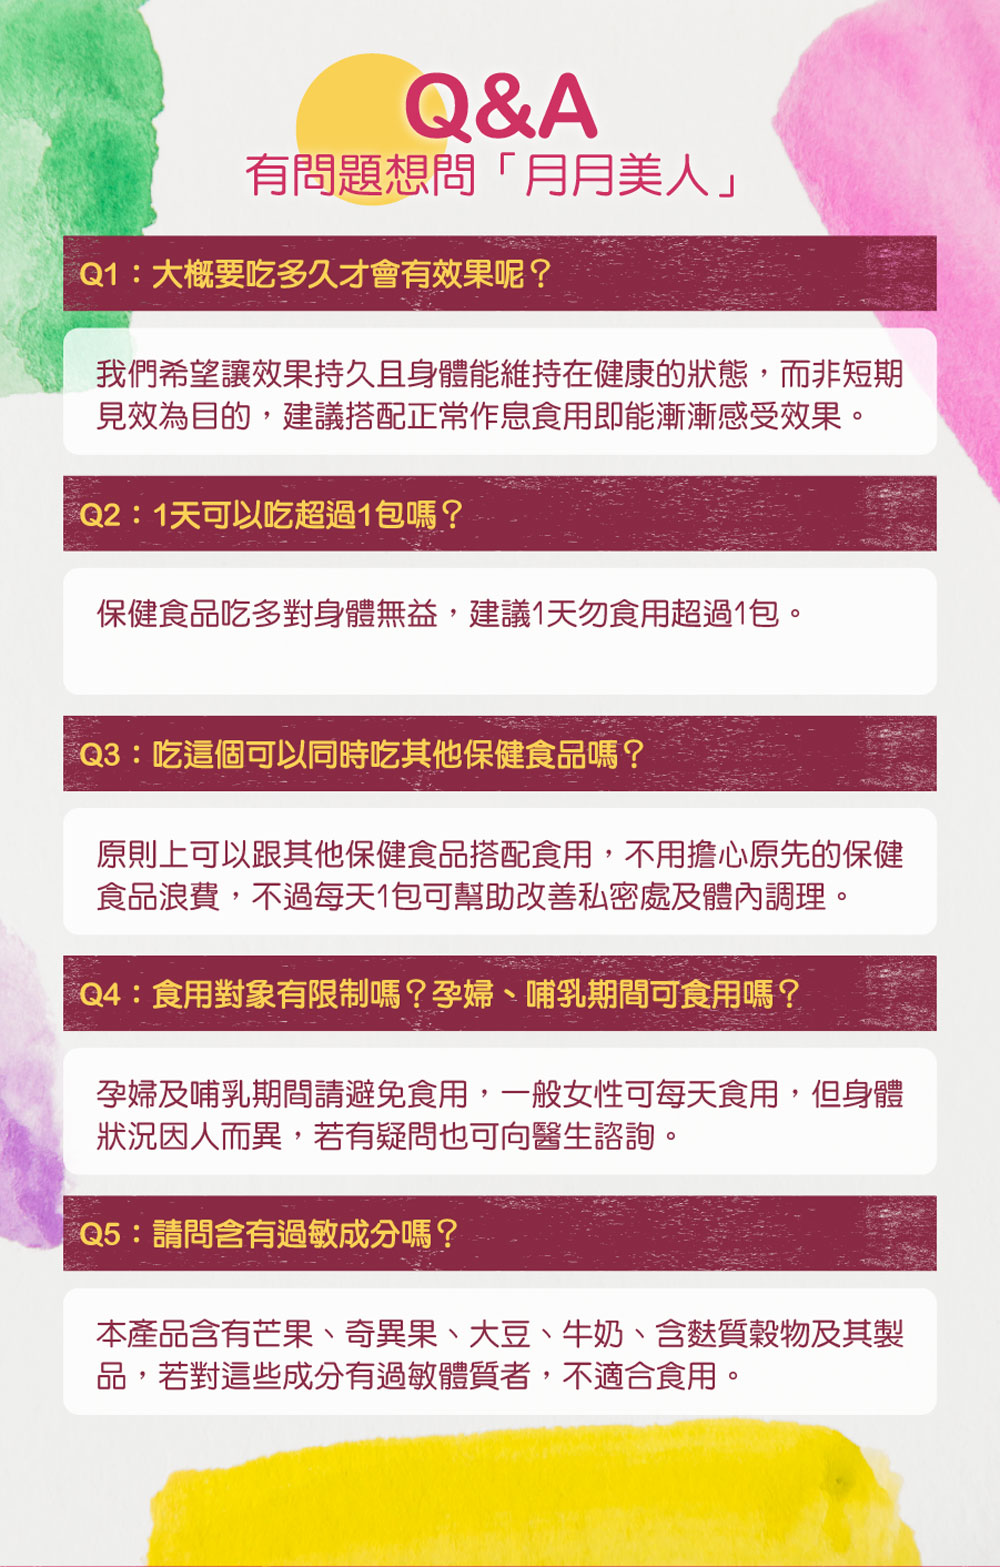 Q&A
有問題想問「月月美人」
Q1：大概要吃多久才會有效果呢？
我們希望讓效果持久且身體能維持在健康的狀態，而非短期
見效為目的，建議搭配正常作息食用即能漸漸感受效果。
Q2：1天可以吃超過1包嗎？
保健食品吃多對身體無益，建議1天勿食用超過1包。
Q3：吃這個可以同時吃其他保健食品嗎？
原則上可以跟其他保健食品搭配食用，不用擔心原先的保健
食品浪費，不過每天1包可幫助改善私密處及體內調理。
Q4：食用對象有限制嗎？孕婦、哺乳期間可食用嗎？
孕婦及哺乳期間請避免食用，一般女性可每天食用，但身體
狀況因人而異，若有疑問也可向醫生諮詢。
Q5：請問含有過敏成分嗎？
本產品含有芒果、奇異果、大豆、牛奶、含麩質穀物及其製
品，若對這些成分有過敏體質者，不適合食用。